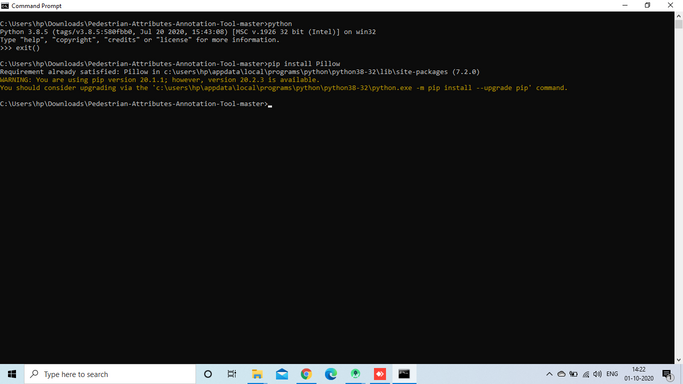 Command Prompt
C:\Users\hp\Downloads\Pedestrian-Attributes-Annotation-Tool-master>python
Python 3.8.5 (tags/v3.8.5:580fbb0, Jul 20 2020, 15:43:08) [MSC v.1926 32 bit (Intel)] on win32
Type "help", "copyright", "credits" or "license" for more information.
>>> exit()
C:\Users\hp\Downloads\Pedestrian-Attributes-Annotation-Tool-master>pip install Pillow
Requirement already satisfied: Pillow in c:\users\hp\appdata\local\programs\python\python38-32\lib\site-packages (7.2.0)
WARNING: You are using pip version 20.1.1; however, version 20.2.3 is available.
You should consider upgrading via the 'c:\users\hp\appdata\local\programs\python\python38-32\python.exe -m pip install --upgrade pip' command.
C:\Users\hp\Downloads\Pedestrian-Attributes-Annotation-Tool-master>
Type here to search
ENG
14:22
01-10-2020
1